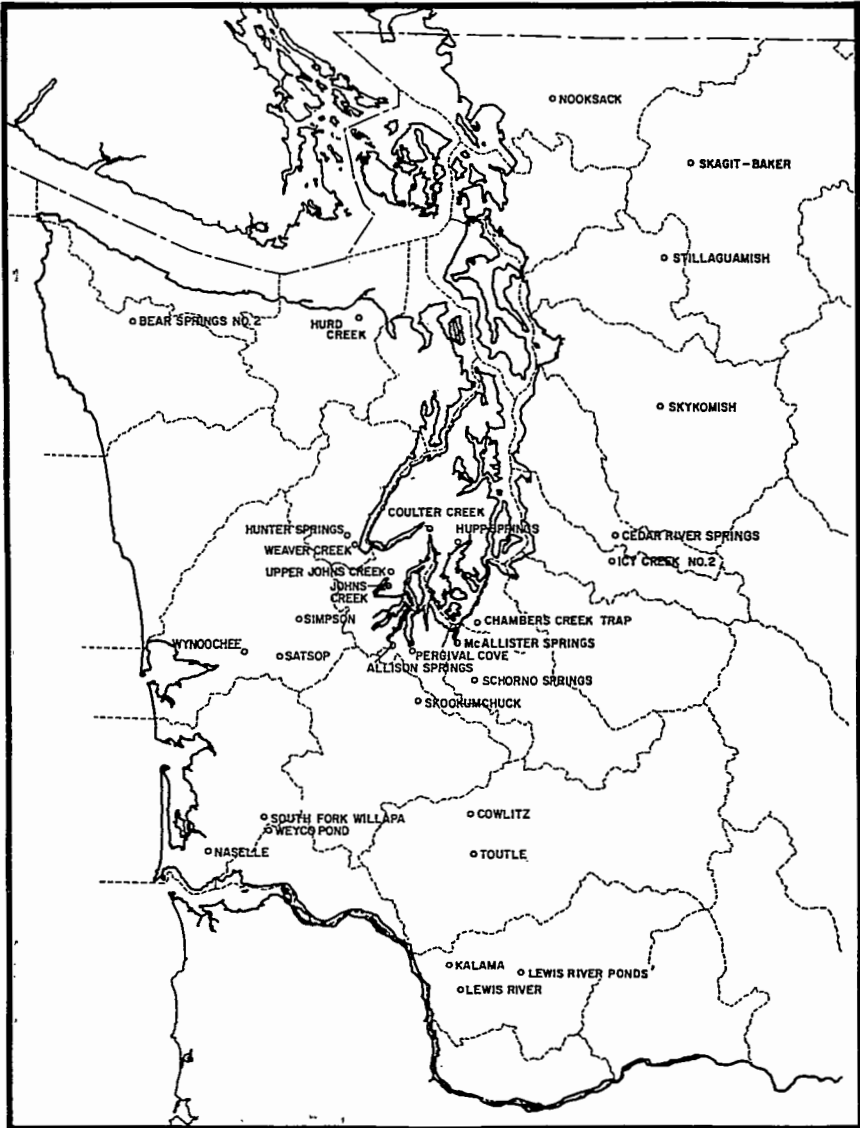 NOOKSACK
SKAGIT-BAKER
STILLAGUAMISH
BEAR SPRINGS NO.2
HURD
CREEK
SKYKOMISH
COULTER CREEK
HUNTER SPRINGS
HUPP SPRINGS
CEDAR RIVER SPRINGS
WEAVER CREEK
ICY CREEK NO.2
UPPER JOHNS CREEK
JOHNS
CREEK
SIMPSON
CHAMBERS CREEK TRAP
WYNOOCHEE
McALLISTER SPRINGS
SATSOP
PERCIVAL COVE
ALLISON SPRINGS
SCHORNO SPRINGS
SKOOKUMCHUCK
SOUTH FORK WILLAPA
COWLITZ
WEYCO POND
NASELLE
TOUTLE
KALAMA
LEWIS RIVER PONDS
LEWIS RIVER